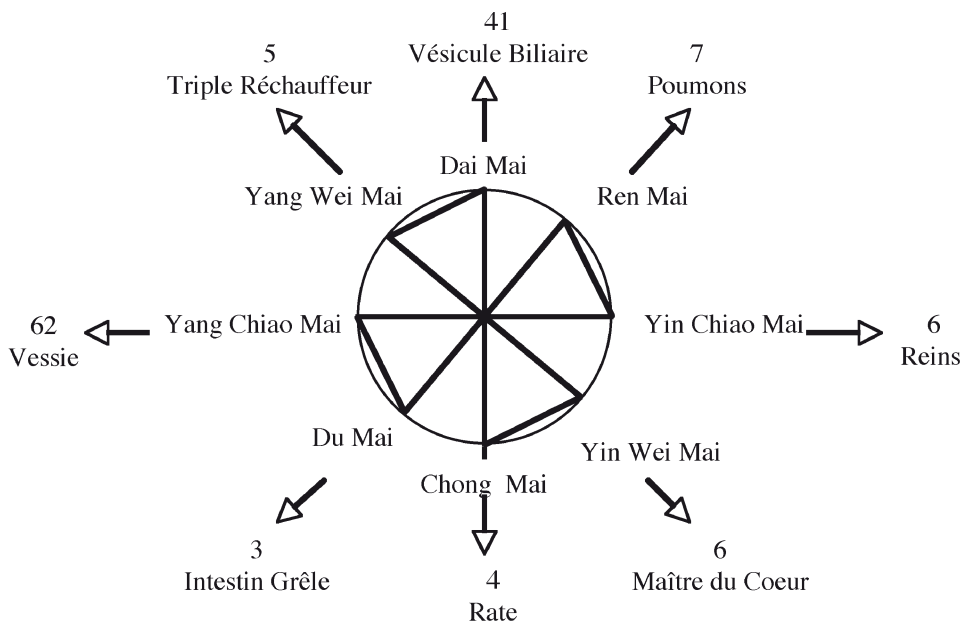 41
Vésicule Biliaire
5
Triple Réchauffeur
7
Poumons
Dai Mai
Yang Wei Mai
Ren Mai
62
Vessie
Yang Chiao Mai
Yin Chiao Mai
6
Reins
Du Mai
Yin Wei Mai
Chong Mai
3
Intestin Grêle
4
Rate
6
Maître du Coeur